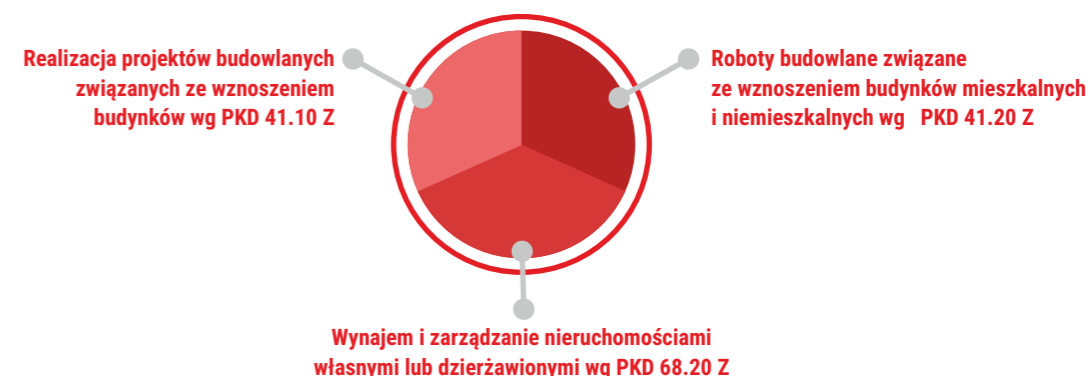 Realizacja projektów budowlanych
związanych ze wznoszeniem
budynków wg PKD 41.10 Z
Roboty budowlane związane
ze wznoszeniem budynków mieszkalnych
i niemieszkalnych wg PKD 41.20 Z
Wynajem i zarządzanie nieruchomościami
własnymi lub dzierżawionymi wg PKD 68.20 Z